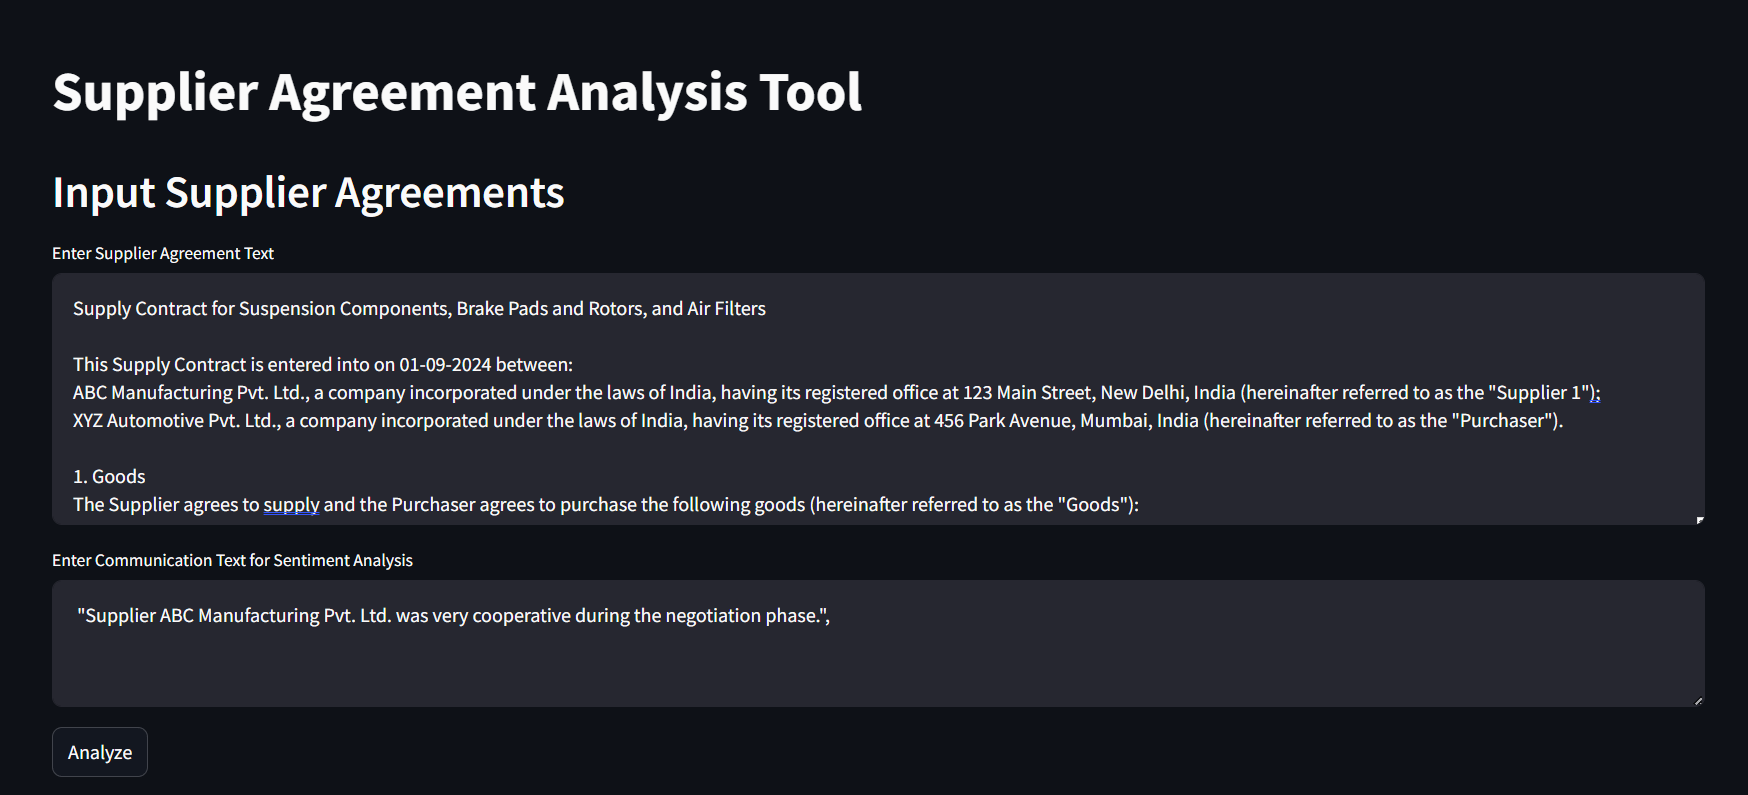 Supplier Agreement Analysis Tool
Input Supplier Agreements
Enter Supplier Agreement Text
Supply Contract for Suspension Components, Brake Pads and Rotors, and Air Filters
This Supply Contract is entered into on 01-09-2024 between:
ABC Manufacturing Pvt. Ltd., a company incorporated under the laws of India, having its registered office at 123 Main Street, New Delhi, India (hereinafter referred to as the "Supplier 1");
XYZ Automotive Pvt. Ltd., a company incorporated under the laws of India, having its registered office at 456 Park Avenue, Mumbai, India (hereinafter referred to as the "Purchaser").
1. Goods
The Supplier agrees to supply and the Purchaser agrees to purchase the following goods (hereinafter referred to as the "Goods"):
Enter Communication Text for Sentiment Analysis
"Supplier ABC Manufacturing Pvt. Ltd. was very cooperative during the negotiation phase.",
Analyze